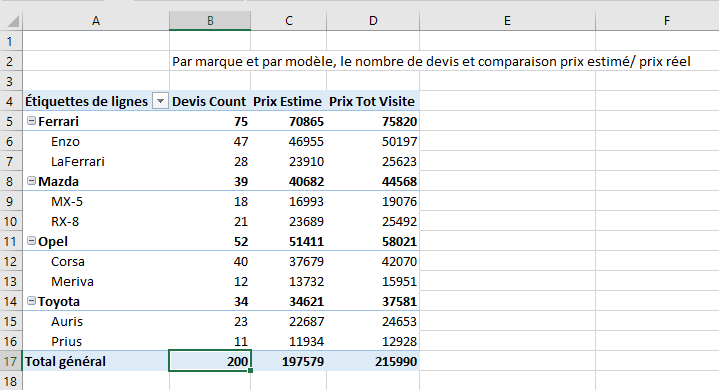 A B C D E F
1
2 Par marque et par modèle, le nombre de devis et comparaison prix estimé/ prix réel
3
4 Étiquettes de lignes Devis Count Prix Estime Prix Tot Visite
5 Ferrari 75 70865 75820
6 Enzo 47 46955 50197
7 LaFerrari 28 23910 25623
8 Mazda 39 40682 44568
9 MX-5 18 16993 19076
10 RX-8 21 23689 25492
11 Opel 52 51411 58021
12 Corsa 40 37679 42070
13 Meriva 12 13732 15951
14 Toyota 34 34621 37581
15 Auris 23 22687 24653
16 Prius 11 11934 12928
17 Total général 200 197579 215990
18